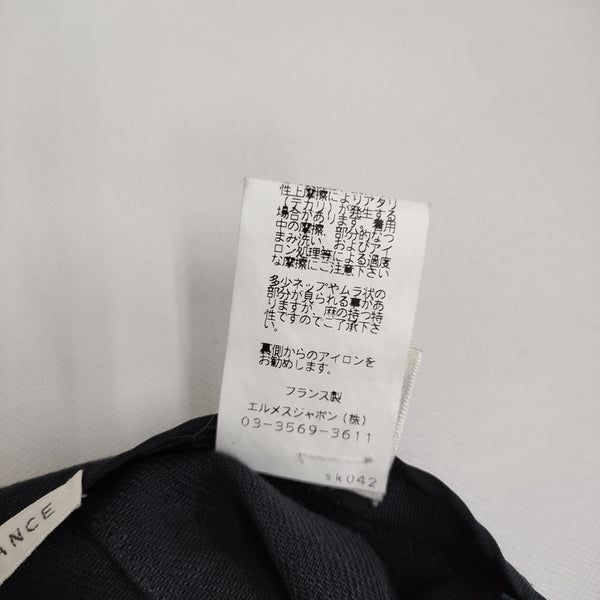 性上摩擦によりアタリ
(テカリ)が発生する
場合があります。着用
中の摩擦、部分的なつ
まみ洗い、およびアイ
ロン処理等による過度
な摩擦にご注意下さい
多少ネップやムラ状の
部分が見られる事があ
りますが、麻の持つ特
性ですのでご了承下さ
い。
裏側からのアイロンを
お勧めします。
フランス製
エルメスジャポン(株)
03-3569-3611
sk042
ANCE